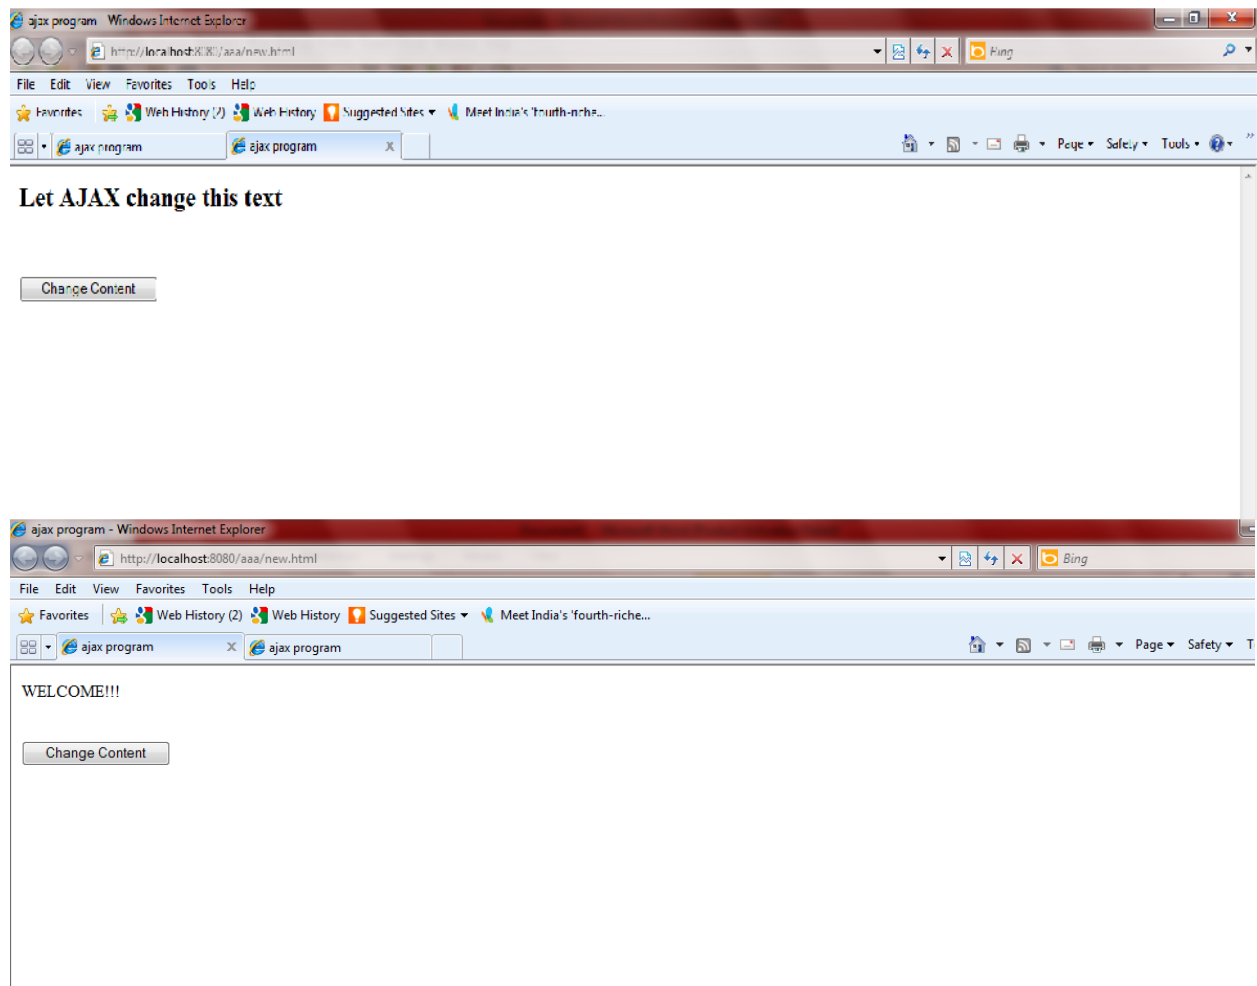 ajax program Windows Internet Explorer
http://localhost:8080/aaa/new.html
Bing
File Edit View Favorites Tools Help
Favorites Web History (2) Web History Suggested Sites Meet India's 'fourth-riche...
ajax program ajax program x Page Safety Tools
Let AJAX change this text
Change Content
ajax program - Windows Internet Explorer
http://localhost:8080/aaa/new.html
Bing
File Edit View Favorites Tools Help
Favorites Web History (2) Web History Suggested Sites Meet India's 'fourth-riche...
ajax program x ajax program Page Safety T
WELCOME!!!
Change Content